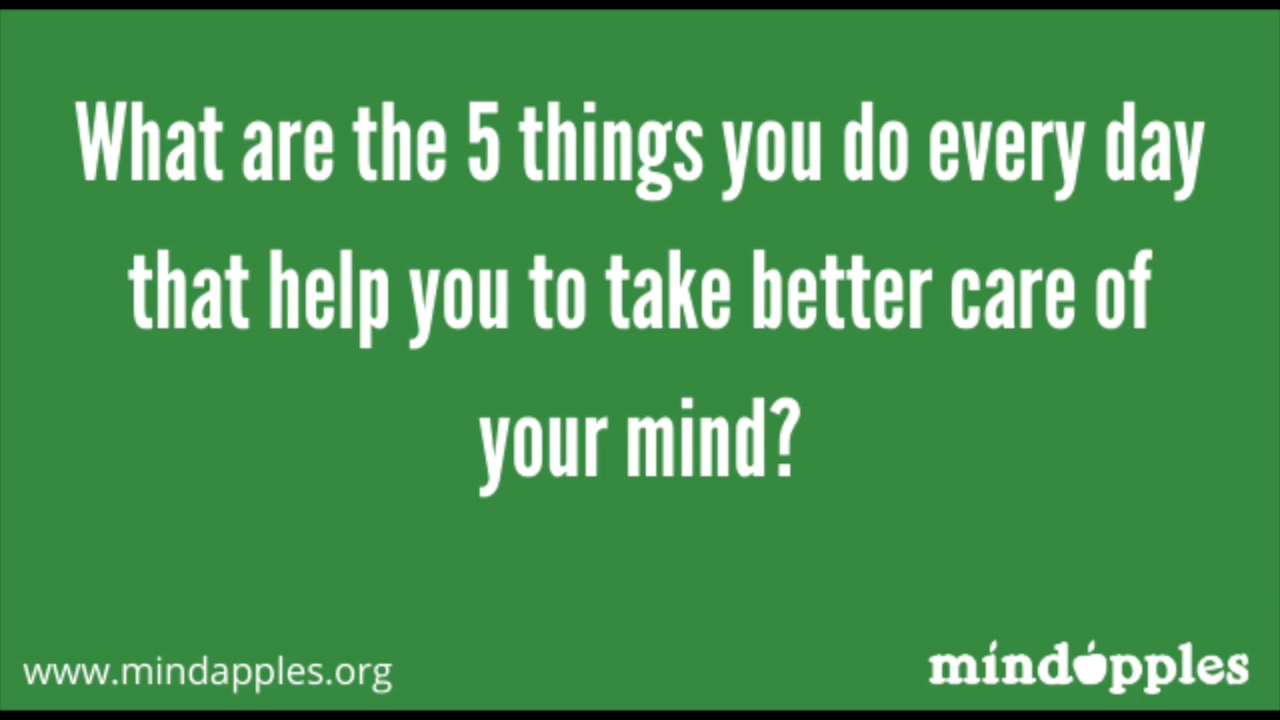 What are the 5 things you do every day
that help you to take better care of
your mind?
www.mindapples.org
mindapples